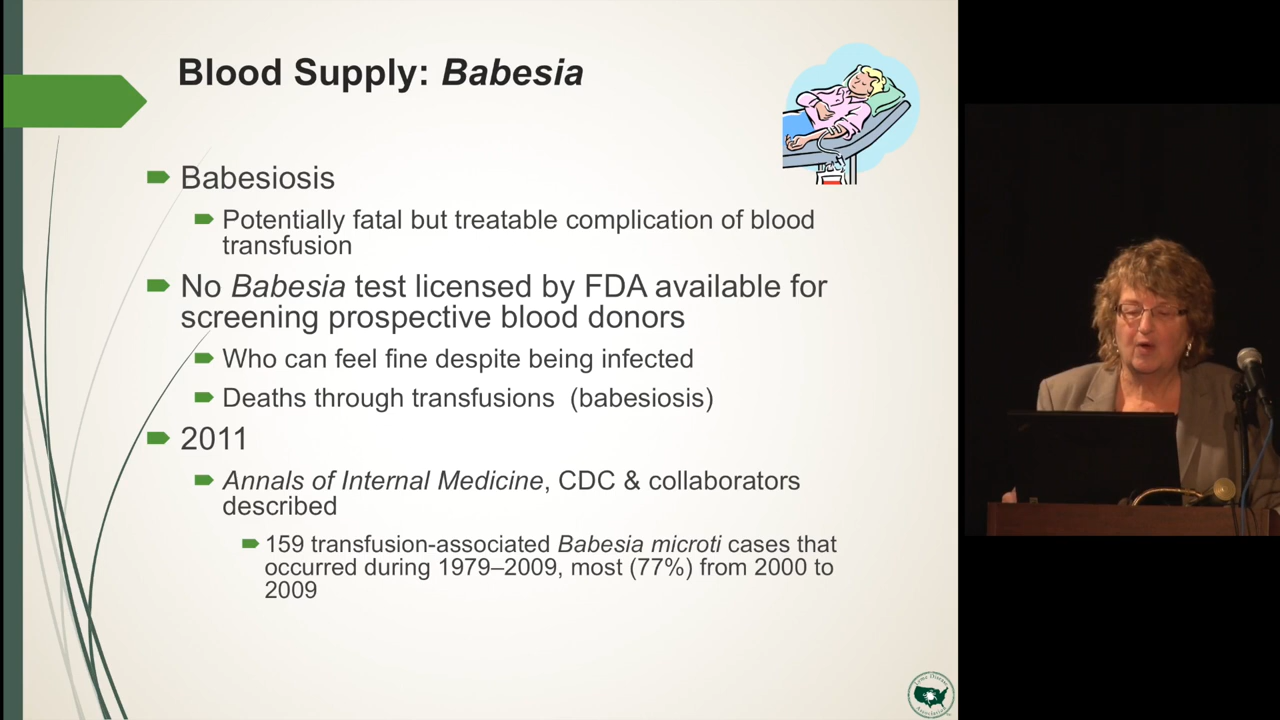 Blood Supply: Babesia
Babesiosis
Potentially fatal but treatable complication of blood
transfusion
No Babesia test licensed by FDA available for
screening prospective blood donors
Who can feel fine despite being infected
Deaths through transfusions (babesiosis)
2011
Annals of Internal Medicine, CDC & collaborators
described
159 transfusion-associated Babesia microti cases that
occurred during 1979–2009, most (77%) from 2000 to
2009
Lyme Disease
Association